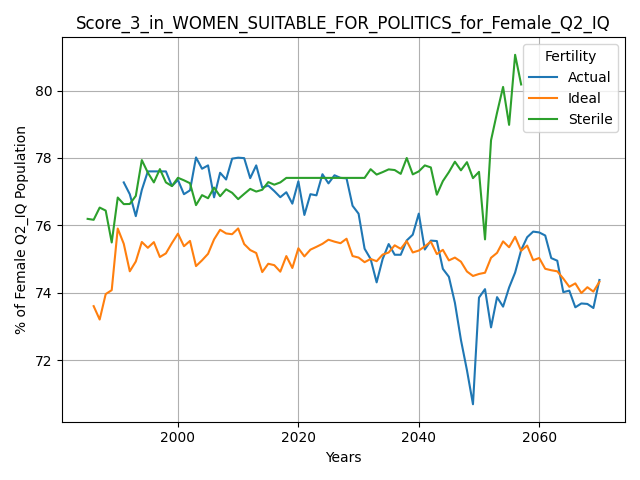 Score_3_in_WOMEN_SUITABLE_FOR_POLITICS_for_Female_Q2_IQ
Fertility
Actual
Ideal
Sterile
% of Female Q2_IQ Population
80
78
76
74
72
2000
2020
2040
2060
Years